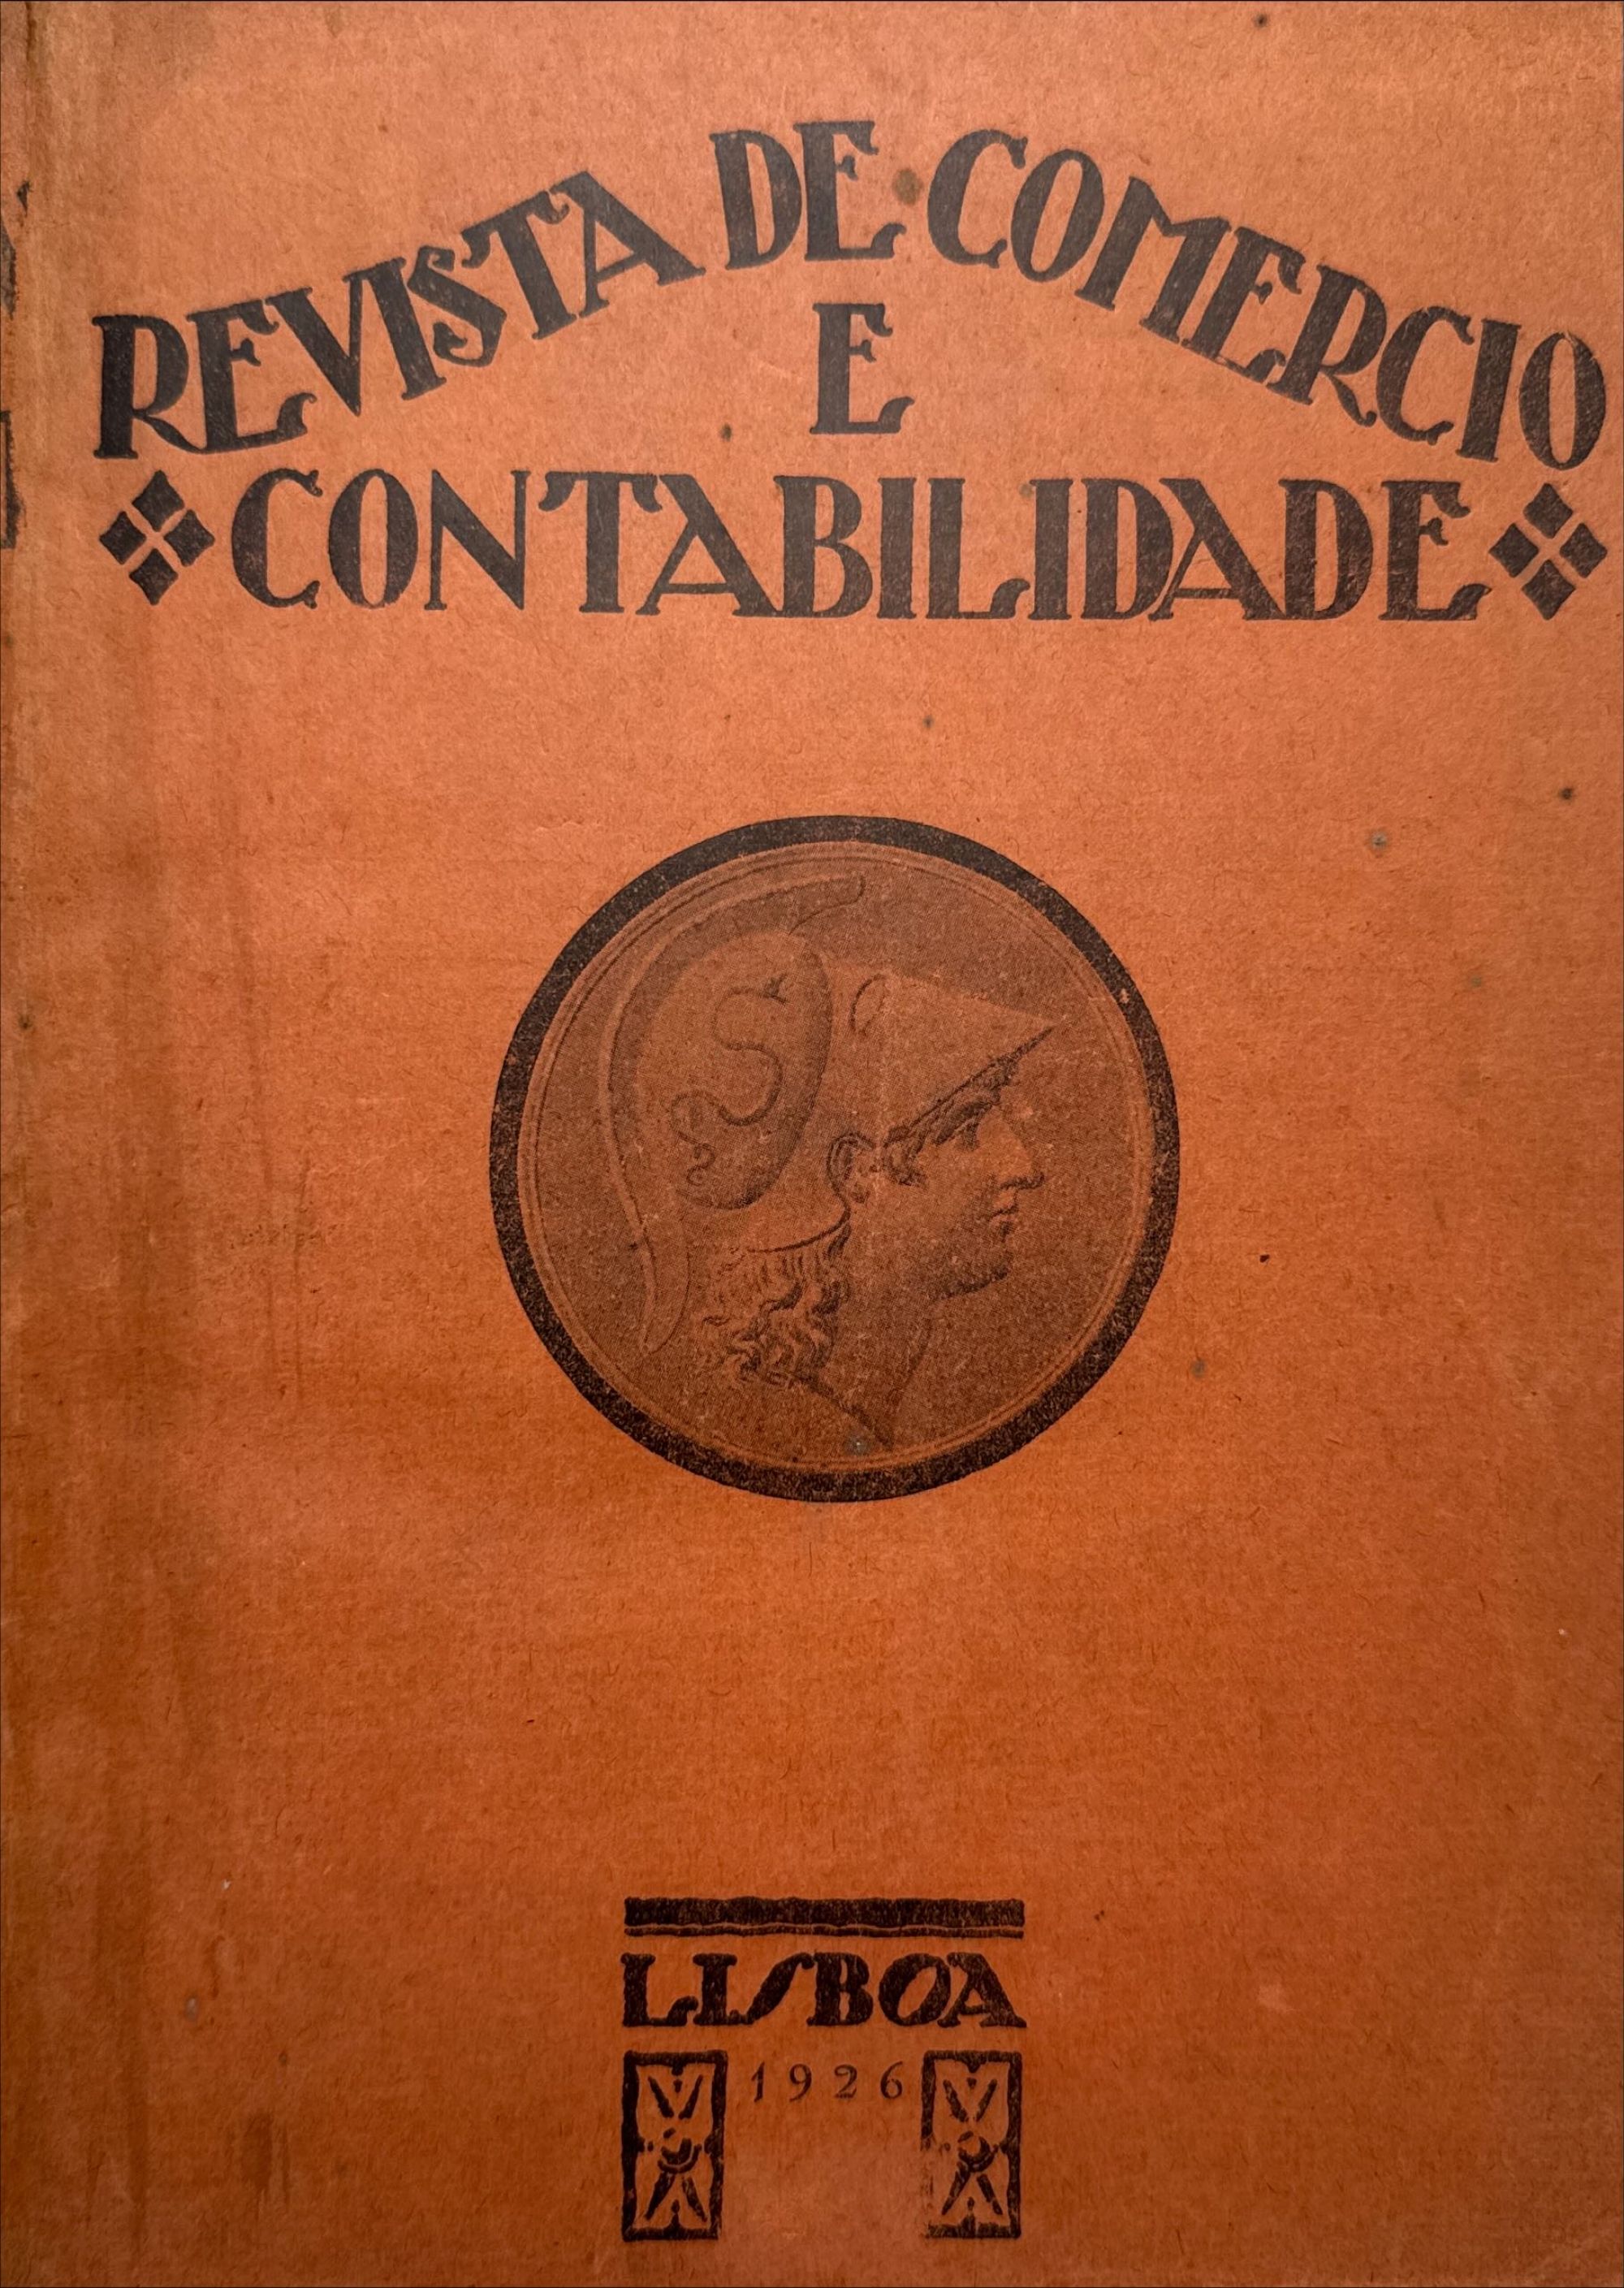 REVISTA DE COMERCIO
E
CONTABILIDADE
LISBOA
1926